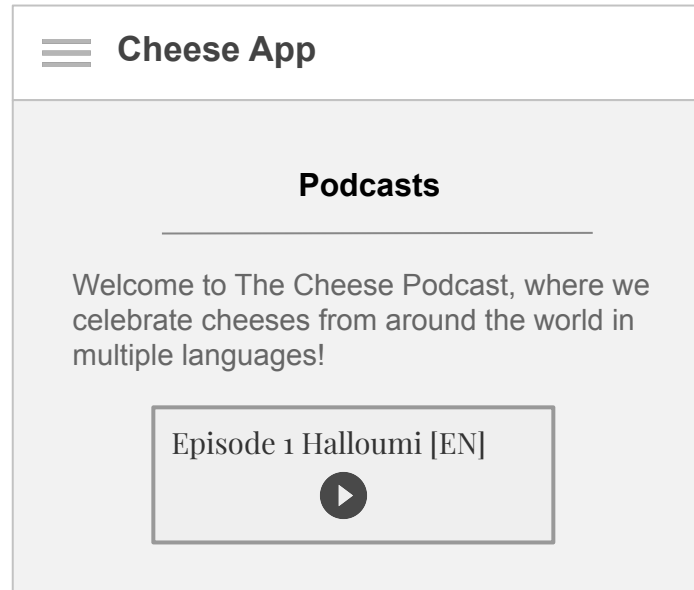 Cheese App
Podcasts
Welcome to The Cheese Podcast, where we
celebrate cheeses from around the world in
multiple languages!
Episode 1 Halloumi [EN]